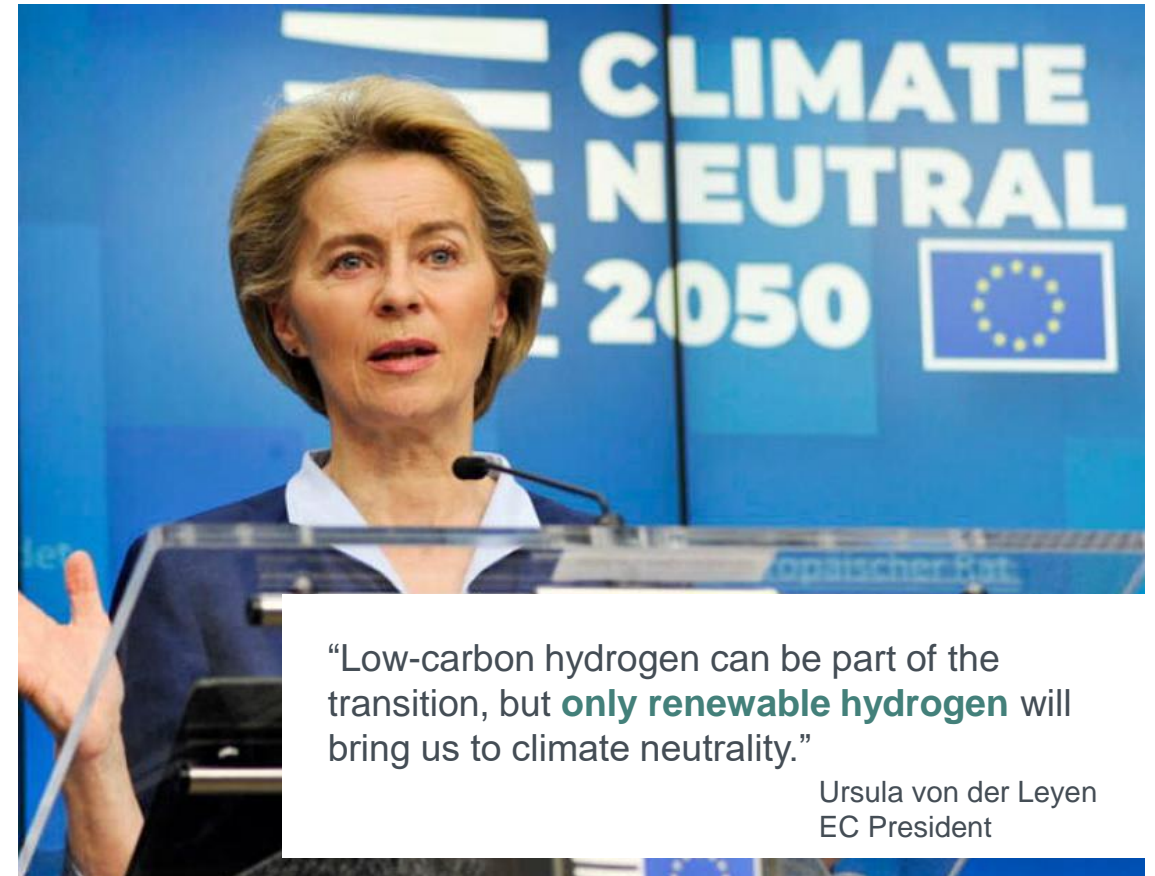 CLIMATE
NEUTRAL
2050
“Low-carbon hydrogen can be part of the
transition, but only renewable hydrogen will
bring us to climate neutrality.”
Ursula von der Leyen
EC President